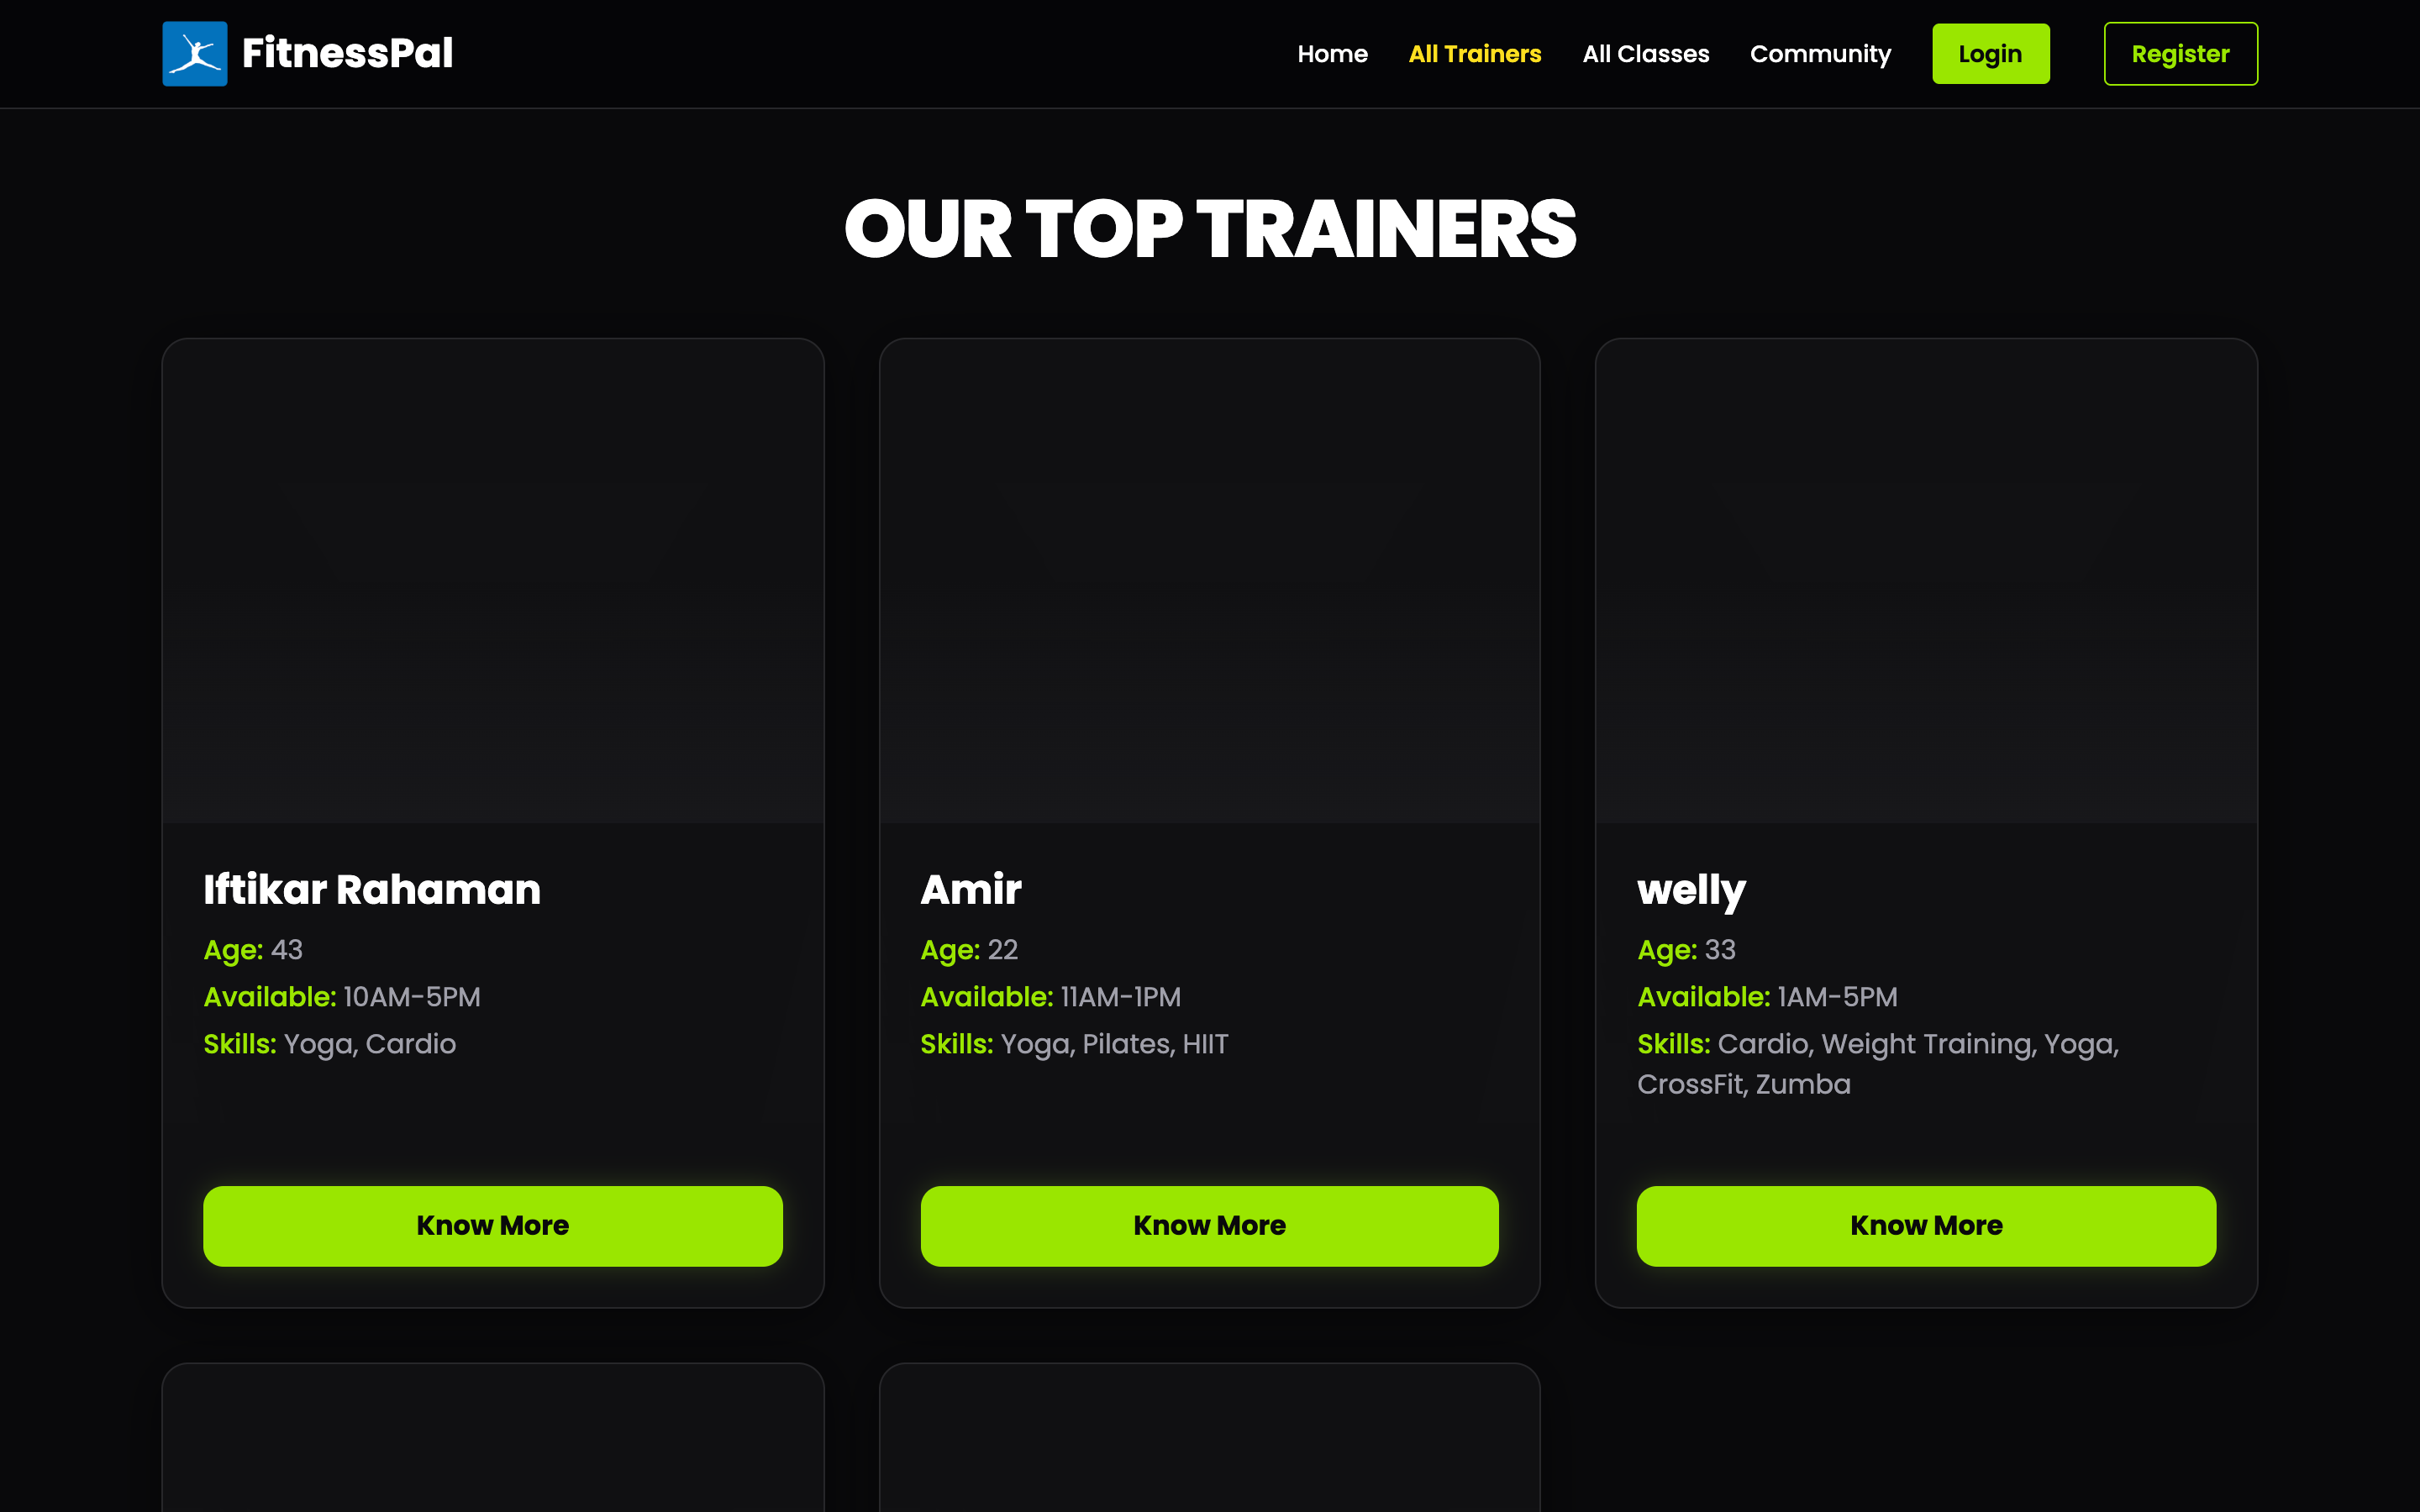 FitnessPal
Home
All Trainers
All Classes
Community
Login
Register
OUR TOP TRAINERS
Iftikar Rahaman
Age: 43
Available: 10AM-5PM
Skills: Yoga, Cardio
Know More
Amir
Age: 22
Available: 11AM-1PM
Skills: Yoga, Pilates, HIIT
Know More
welly
Age: 33
Available: 1AM-5PM
Skills: Cardio, Weight Training, Yoga,
CrossFit, Zumba
Know More